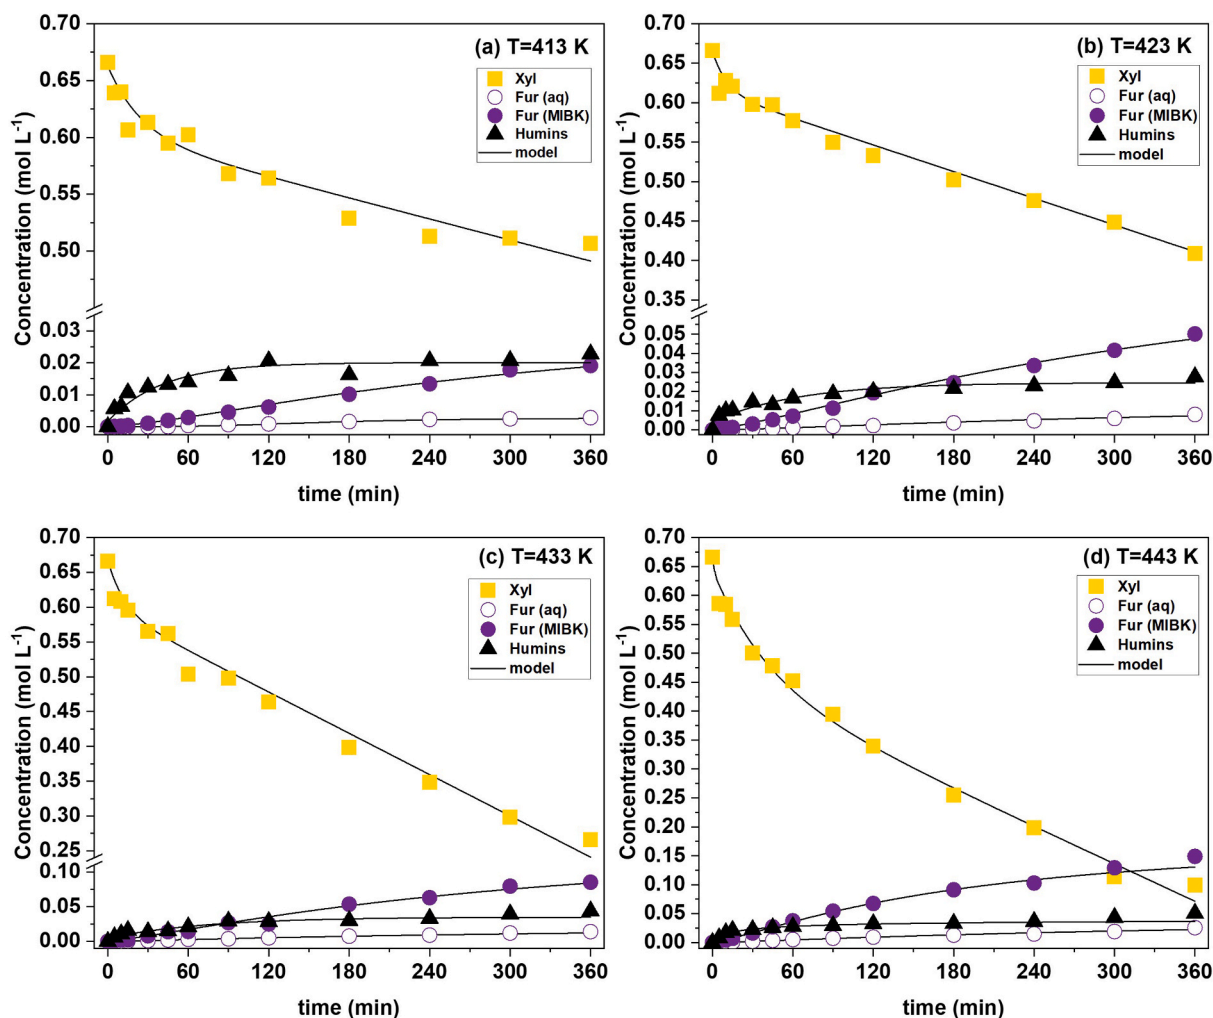 (a) T=413 K
Xyl
Fur (aq)
Fur (MIBK)
Humins
model
Concentration (mol L⁻¹)
0.70
0.65
0.60
0.55
0.50
0.03
0.02
0.01
0.00
0 60 120 180 240 300 360
time (min)
(b) T=423 K
Xyl
Fur (aq)
Fur (MIBK)
Humins
model
Concentration (mol L⁻¹)
0.70
0.65
0.60
0.55
0.50
0.45
0.40
0.35
0.05
0.04
0.03
0.02
0.01
0.00
0 60 120 180 240 300 360
time (min)
(c) T=433 K
Xyl
Fur (aq)
Fur (MIBK)
Humins
model
Concentration (mol L⁻¹)
0.70
0.65
0.60
0.55
0.50
0.45
0.40
0.35
0.30
0.25
0.10
0.05
0.00
0 60 120 180 240 300 360
time (min)
(d) T=443 K
Xyl
Fur (aq)
Fur (MIBK)
Humins
model
Concentration (mol L⁻¹)
0.70
0.65
0.60
0.55
0.50
0.45
0.40
0.35
0.30
0.25
0.20
0.15
0.10
0.05
0.00
0 60 120 180 240 300 360
time (min)